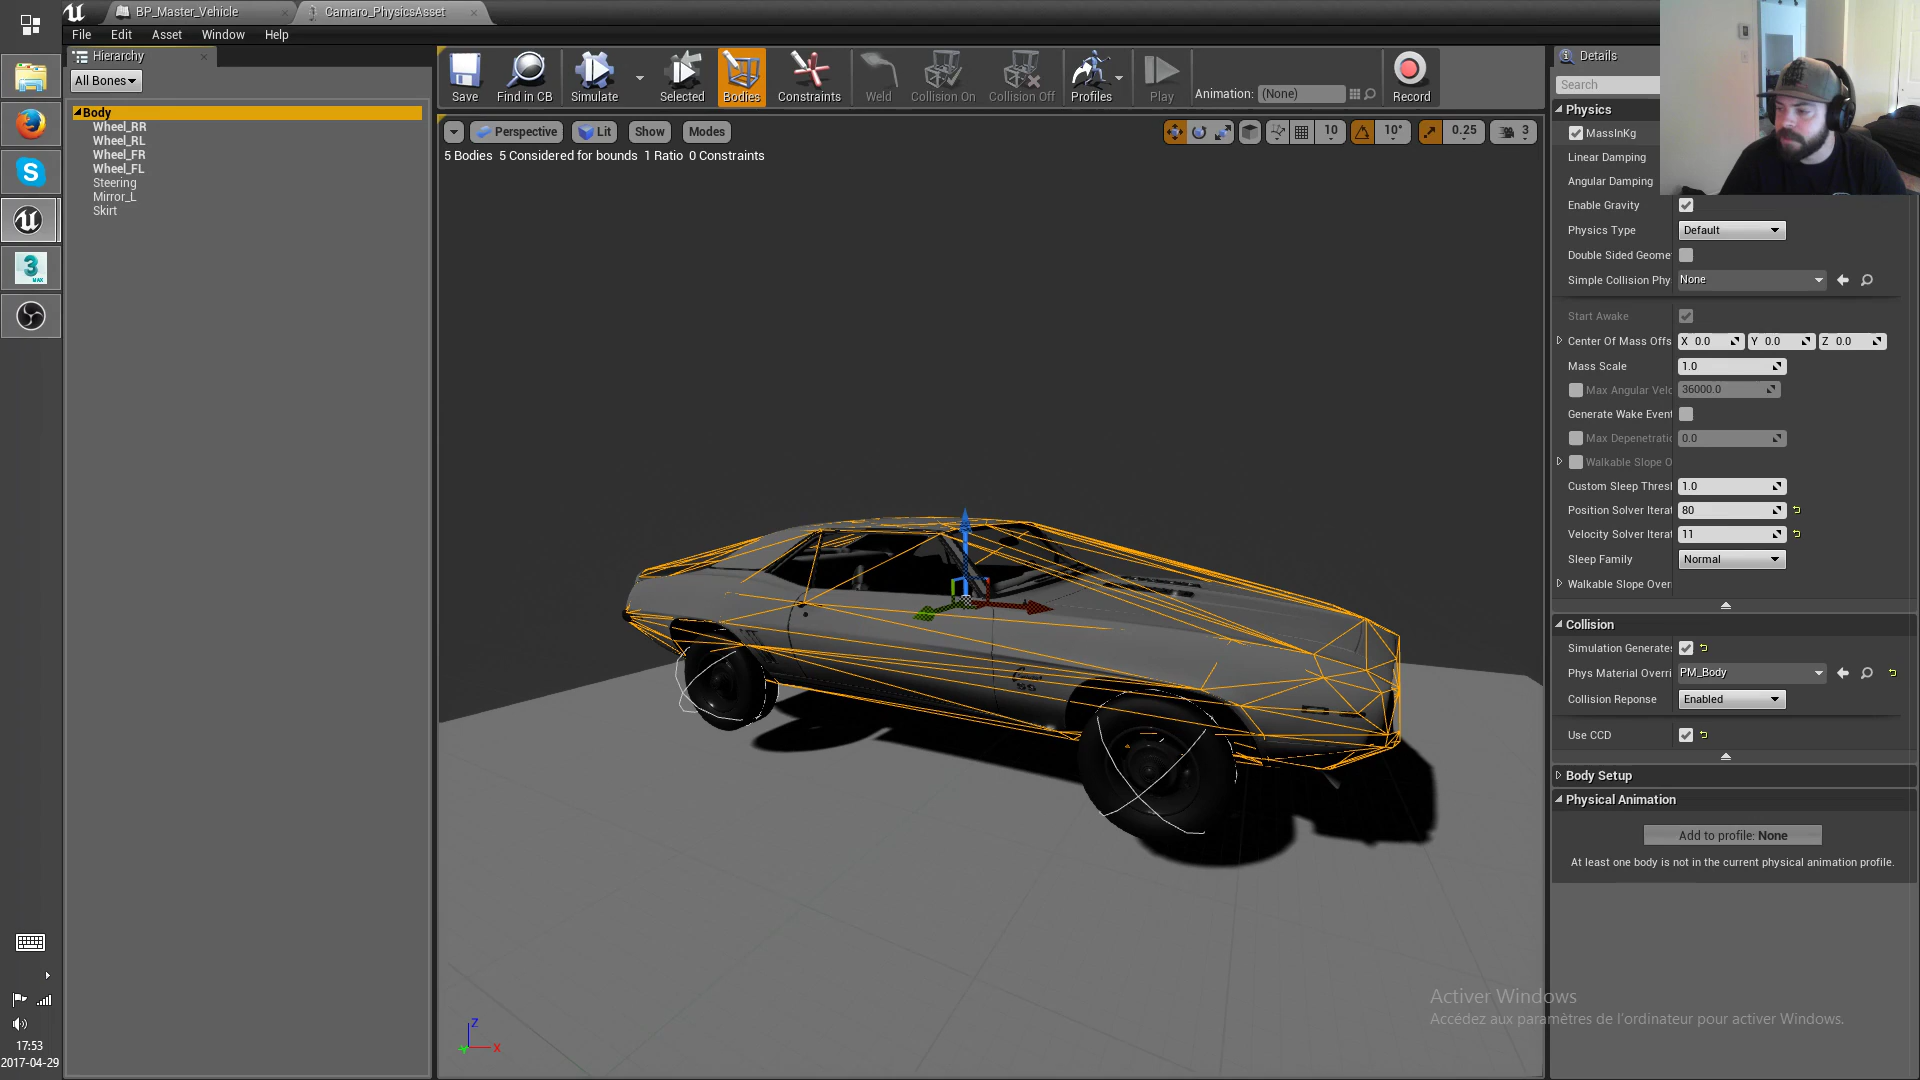 BP_Master_Vehicle
Camaro_PhysicsAsset
File Edit Asset Window Help
Hierarchy
All Bones
Body
Wheel_RR
Wheel_RL
Wheel_FR
Wheel_FL
Steering
Mirror_L
Skirt
Save Find in CB Simulate Selected Bodies Constraints Weld Collision On Collision Off Profiles Play Animation: (None) Record
Perspective Lit Show Modes
10 10° 0.25 3
5 Bodies 5 Considered for bounds 1 Ratio 0 Constraints
Details
Search
Physics
MassInKg
Linear Damping
Angular Damping
Enable Gravity
Physics Type Default
Double Sided Geome
Simple Collision Phy None
Start Awake
Center Of Mass Offs X 0.0 Y 0.0 Z 0.0
Mass Scale 1.0
Max Angular Velc 36000.0
Generate Wake Event
Max Depenetratic 0.0
Walkable Slope O
Custom Sleep Thresl 1.0
Position Solver Iterat 80
Velocity Solver Iterat 11
Sleep Family Normal
Walkable Slope Over
Collision
Simulation Generates
Phys Material Overri PM_Body
Collision Reponse Enabled
Use CCD
Body Setup
Physical Animation
Add to profile: None
At least one body is not in the current physical animation profile.
Activer Windows
Accédez aux paramètres de l'ordinateur pour activer Windows.
Z
X
3
MAX
17:53
2017-04-29